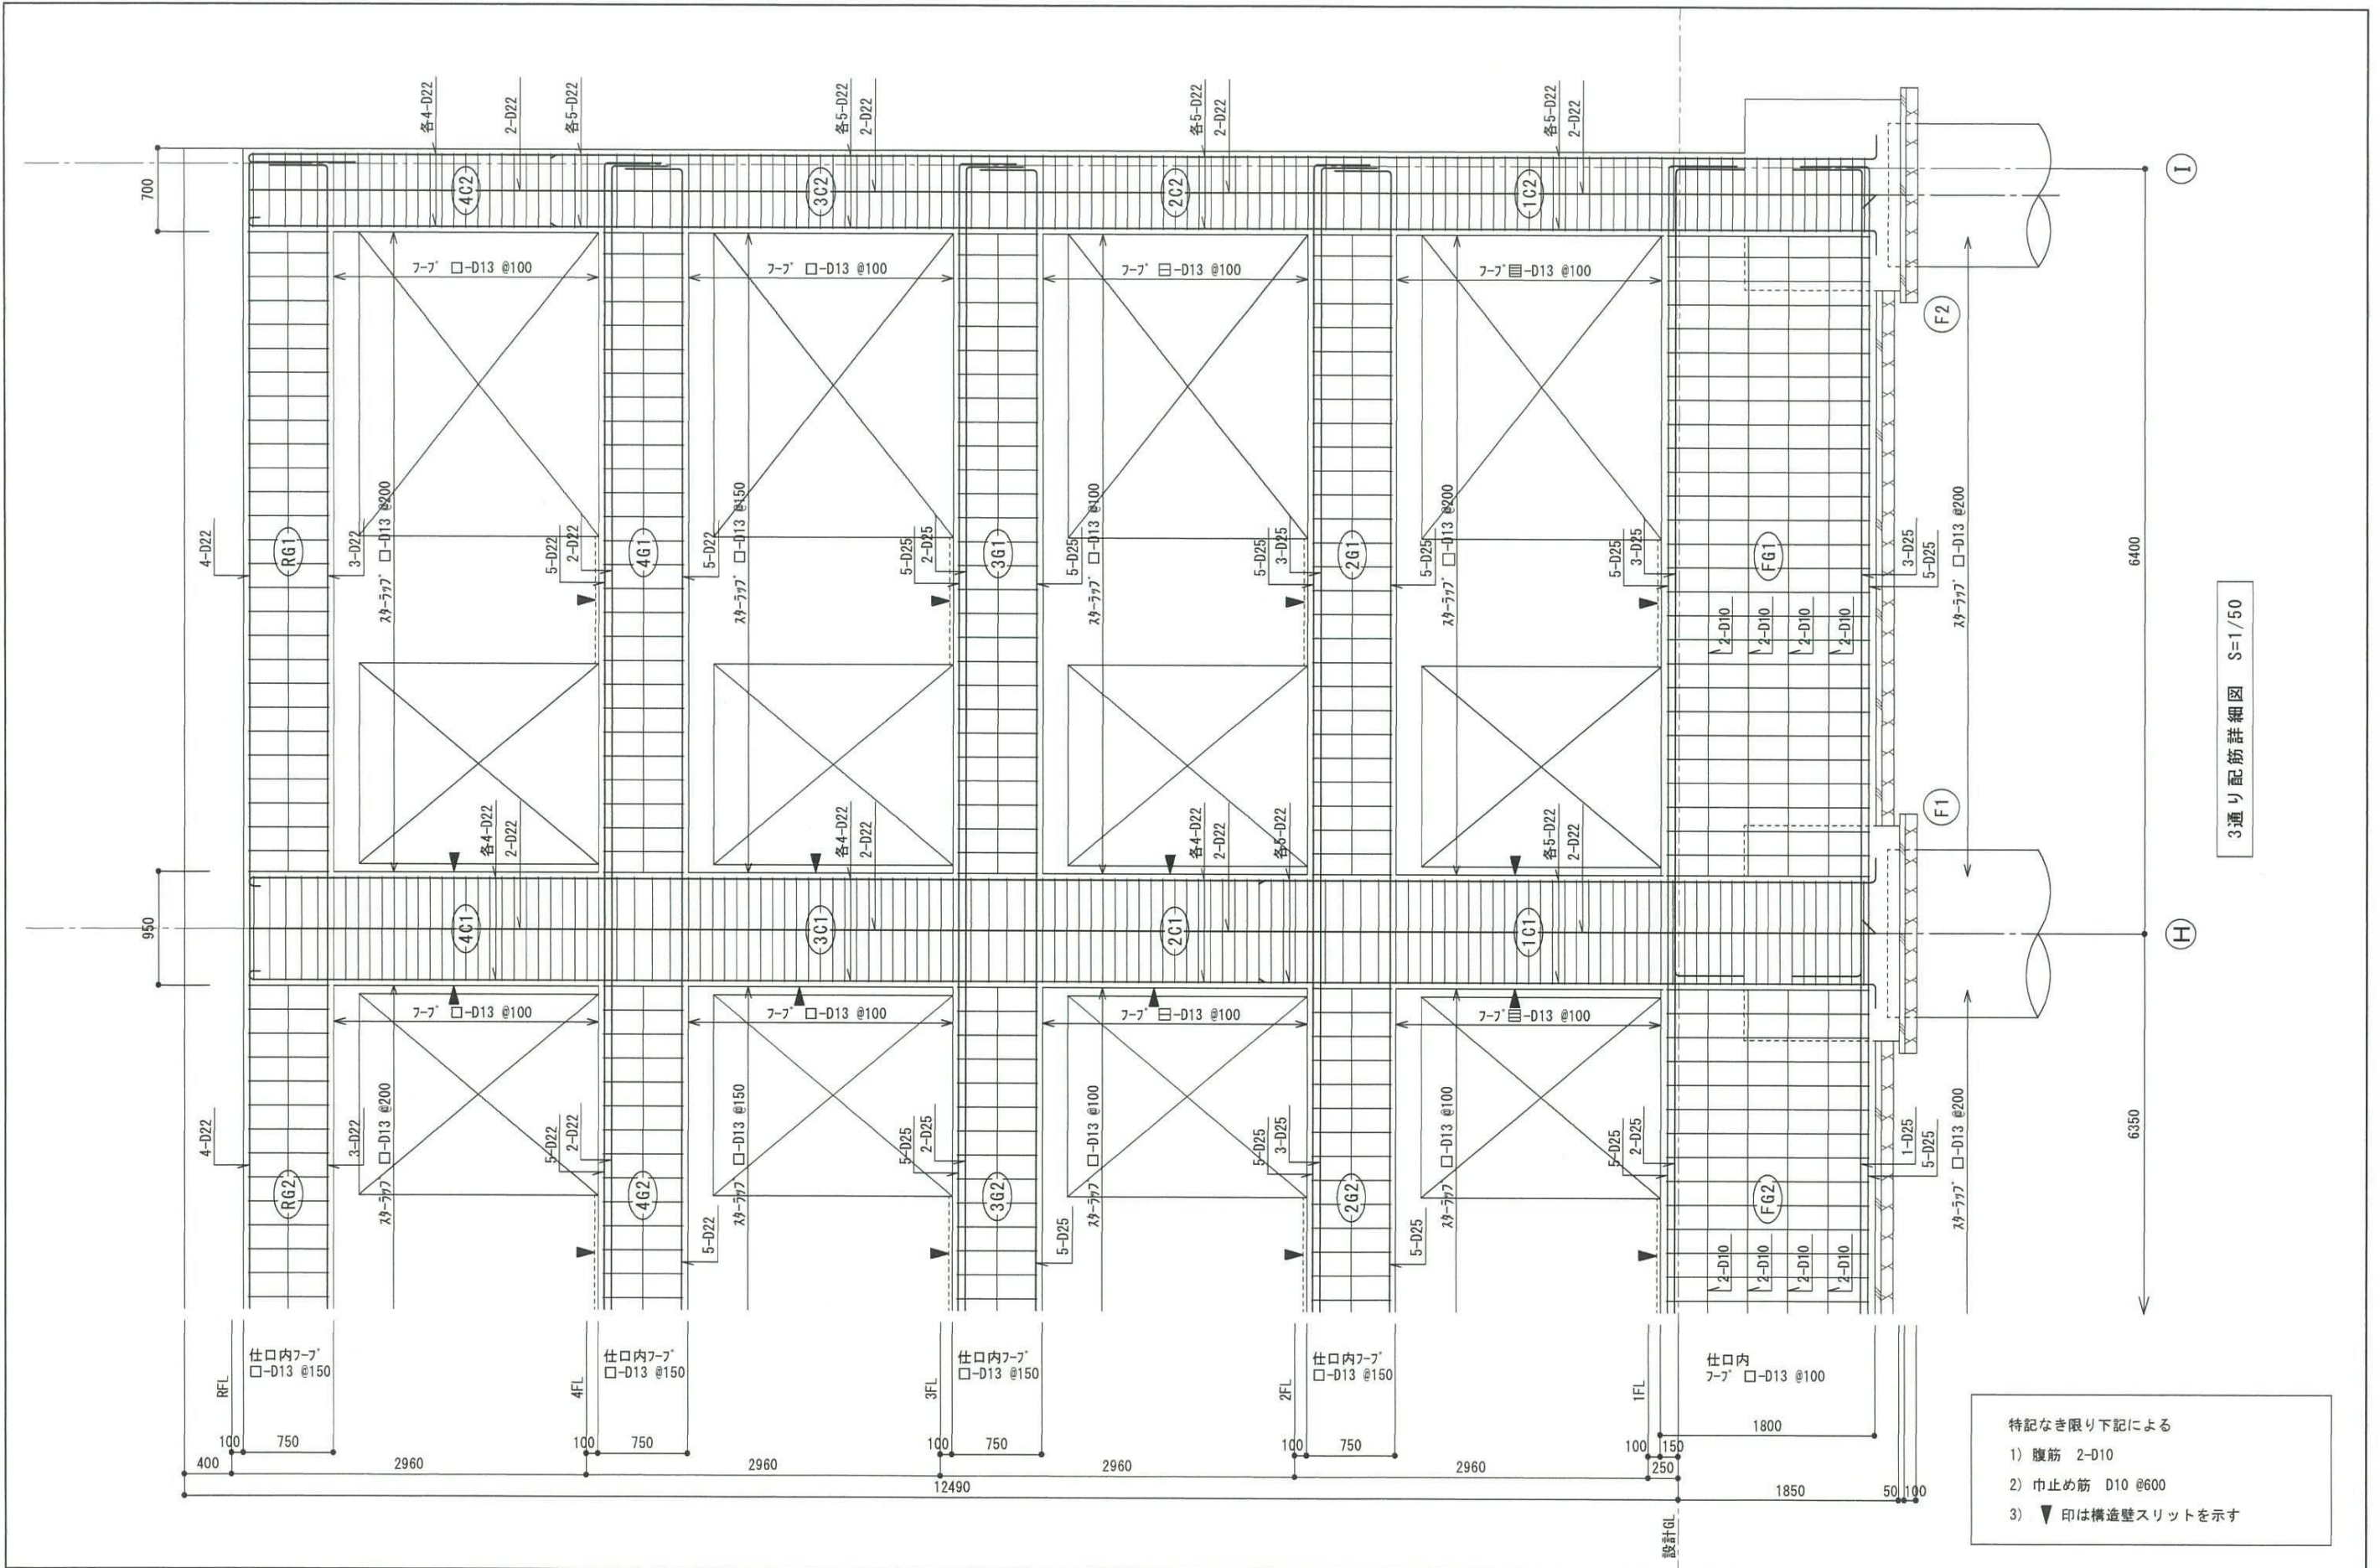 各4-D22
2-D22
各5-D22
各5-D22
2-D22
各5-D22
2-D22
各5-D22
2-D22
700
4C2
3C2
2C2
1C2
I
フープ □-D13 @100
フープ □-D13 @100
フープ 日-D13 @100
フープ 目-D13 @100
F2
4-D22
RG1
3-D22
スターラップ □-D13 @200
5-D22
2-D22
4G1
5-D22
スターラップ □-D13 @150
5-D25
2-D25
3G1
5-D25
スターラップ □-D13 @100
5-D25
3-D25
2G1
5-D25
スターラップ □-D13 @200
5-D25
3-D25
FG1
3-D25
5-D25
スターラップ □-D13 @200
6400
2-D10
2-D10
2-D10
2-D10
3通り配筋詳細図 S=1/50
F1
各4-D22
2-D22
各4-D22
2-D22
各4-D22
2-D22
各5-D22
各5-D22
2-D22
950
4C1
3C1
2C1
1C1
H
フープ □-D13 @100
フープ □-D13 @100
フープ 日-D13 @100
フープ 目-D13 @100
4-D22
RG2
3-D22
スターラップ □-D13 @200
5-D22
2-D22
4G2
5-D22
スターラップ □-D13 @150
5-D25
2-D25
3G2
5-D25
スターラップ □-D13 @100
5-D25
3-D25
2G2
5-D25
スターラップ □-D13 @100
5-D25
2-D25
FG2
1-D25
5-D25
スターラップ □-D13 @200
6350
2-D10
2-D10
2-D10
2-D10
RFL
仕口内フープ
□-D13 @150
4FL
仕口内フープ
□-D13 @150
3FL
仕口内フープ
□-D13 @150
2FL
仕口内フープ
□-D13 @150
1FL
仕口内
フープ □-D13 @100
1800
100 750
100 750
100 750
100 750
100 150
400 2960 2960 2960 2960 250
12490
1850 50 100
設計GL
特記なき限り下記による
1) 腹筋 2-D10
2) 巾止め筋 D10 @600
3) ▼ 印は構造壁スリットを示す